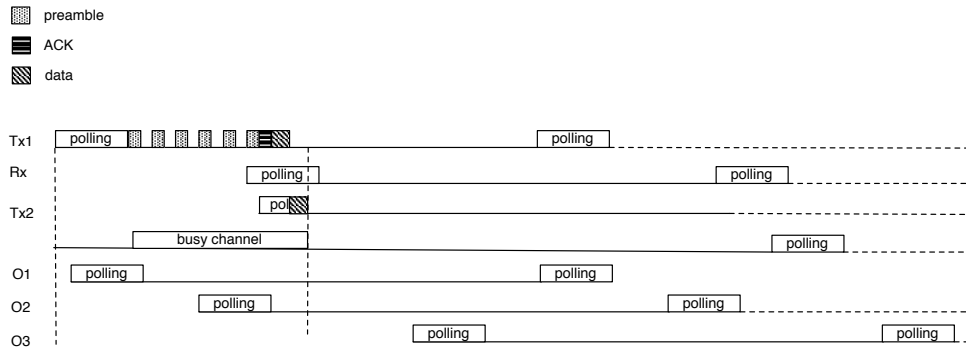 preamble
ACK
data
Tx1 polling polling
Rx polling polling
Tx2 pol
busy channel polling
O1 polling polling
O2 polling polling
O3 polling polling